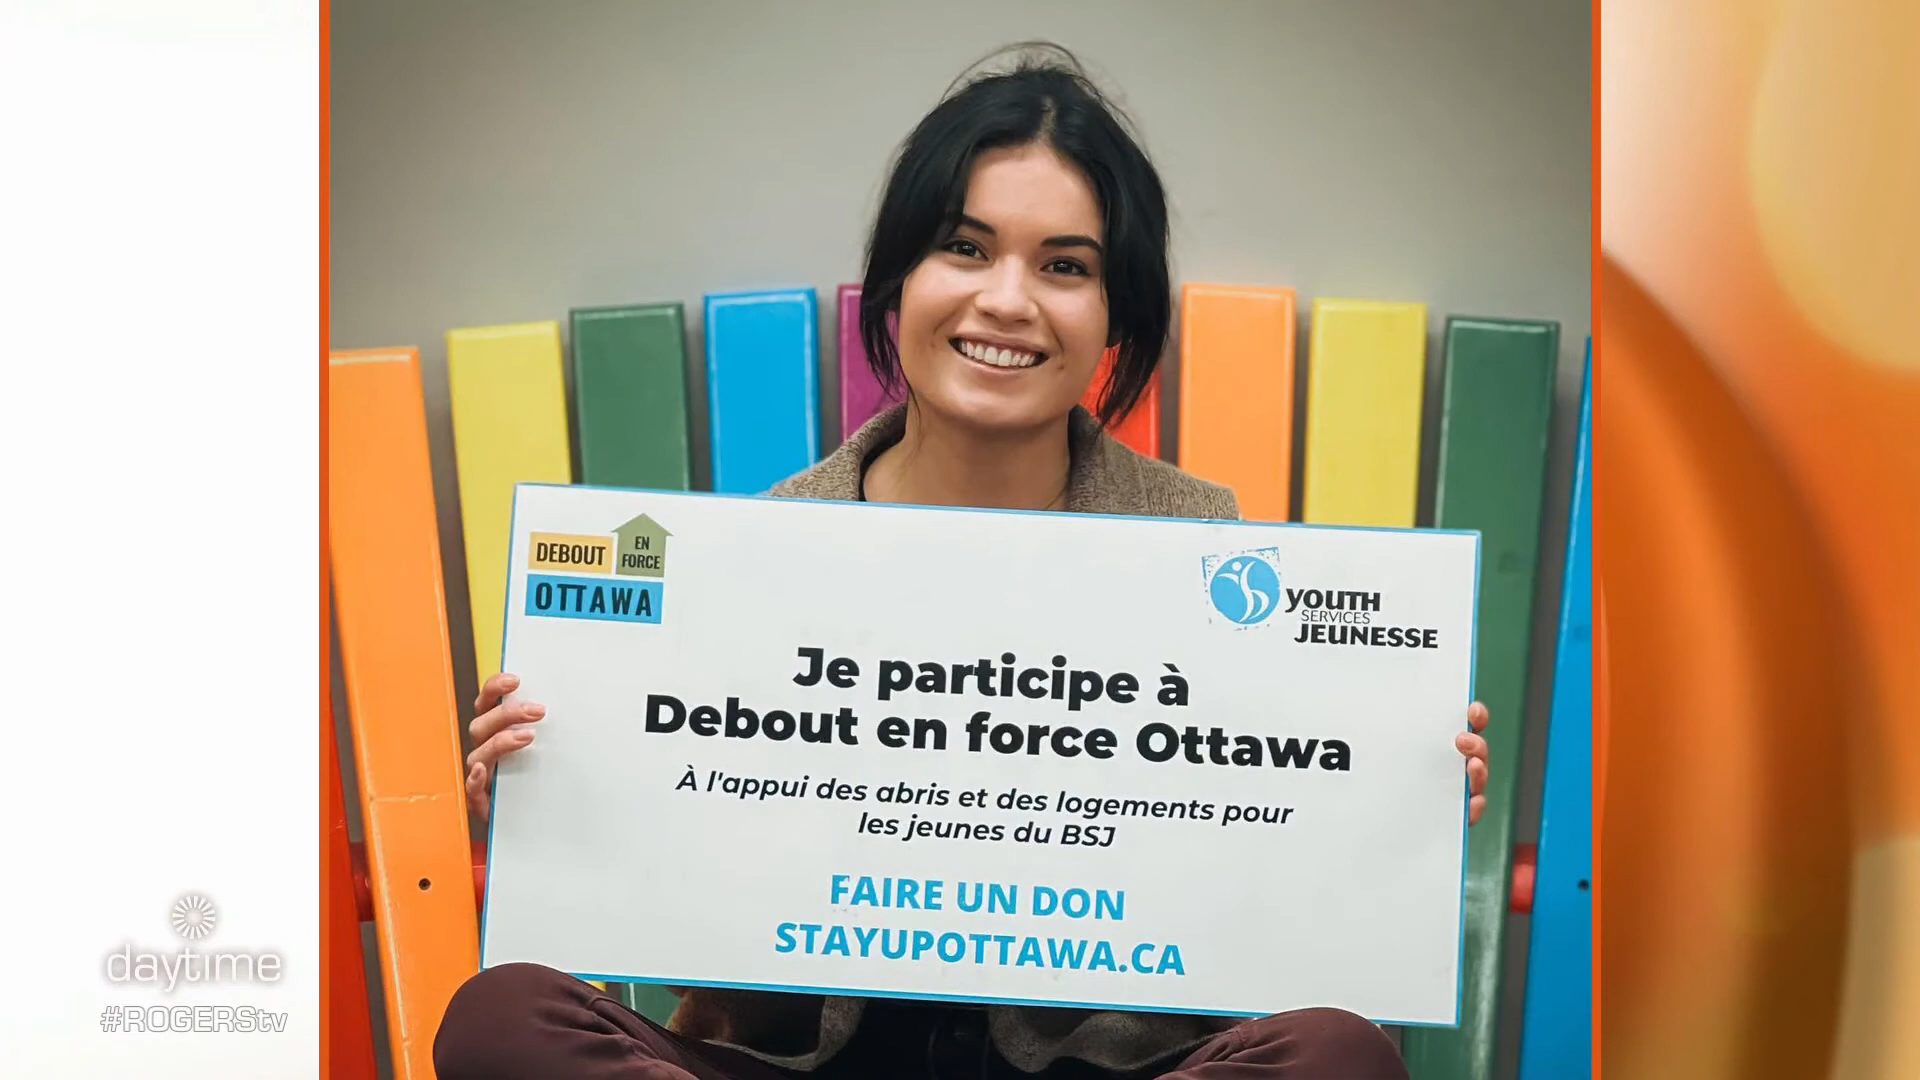 DEBOUT
EN
FORCE
OTTAWA
YOUTH
SERVICES
JEUNESSE
Je participe à
Debout en force Ottawa
À l'appui des abris et des logements pour
les jeunes du BSJ
FAIRE UN DON
STAYUPOTTAWA.CA
daytime
#ROGERStv